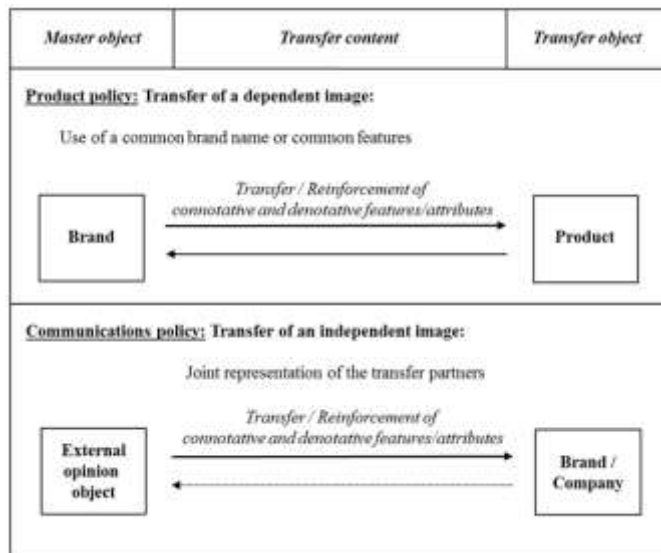 Master object Transfer content Transfer object
Product policy: Transfer of a dependent image:
Use of a common brand name or common features
Transfer / Reinforcement of
connotative and denotative features/attributes
Brand
Product
Communications policy: Transfer of an independent image:
Joint representation of the transfer partners
Transfer / Reinforcement of
connotative and denotative features/attributes
External
opinion
object
Brand /
Company